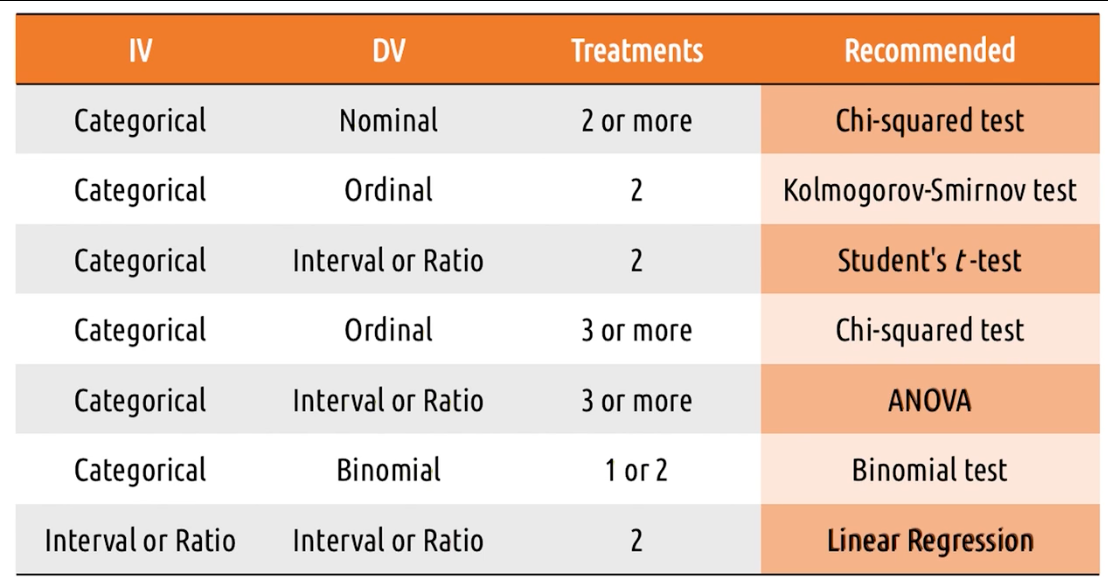 IV DV Treatments Recommended
Categorical Nominal 2 or more Chi-squared test
Categorical Ordinal 2 Kolmogorov-Smirnov test
Categorical Interval or Ratio 2 Student's t-test
Categorical Ordinal 3 or more Chi-squared test
Categorical Interval or Ratio 3 or more ANOVA
Categorical Binomial 1 or 2 Binomial test
Interval or Ratio Interval or Ratio 2 Linear Regression